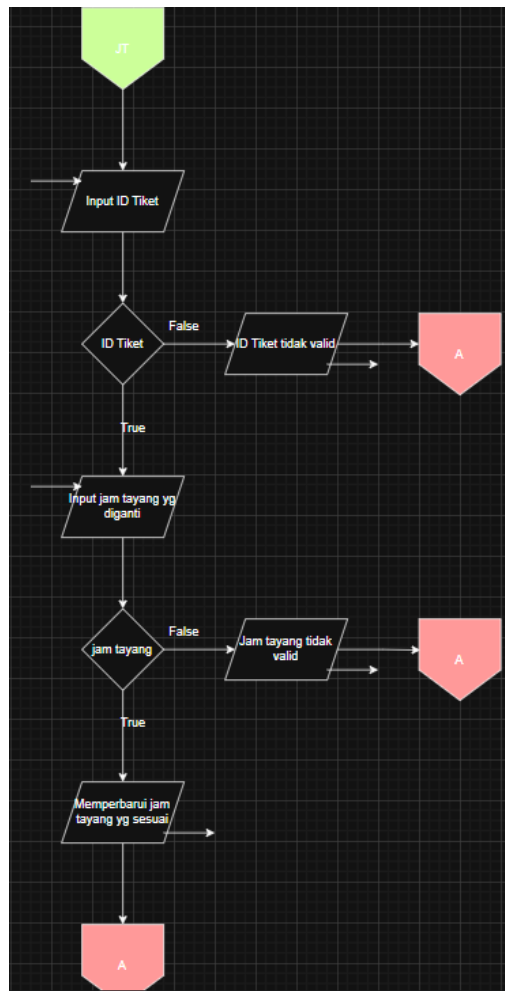 JT
Input ID Tiket
ID Tiket
False
ID Tiket tidak valid
A
True
Input jam tayang yg
diganti
jam tayang
False
Jam tayang tidak
valid
A
True
Memperbarui jam
tayang yg sesuai
A